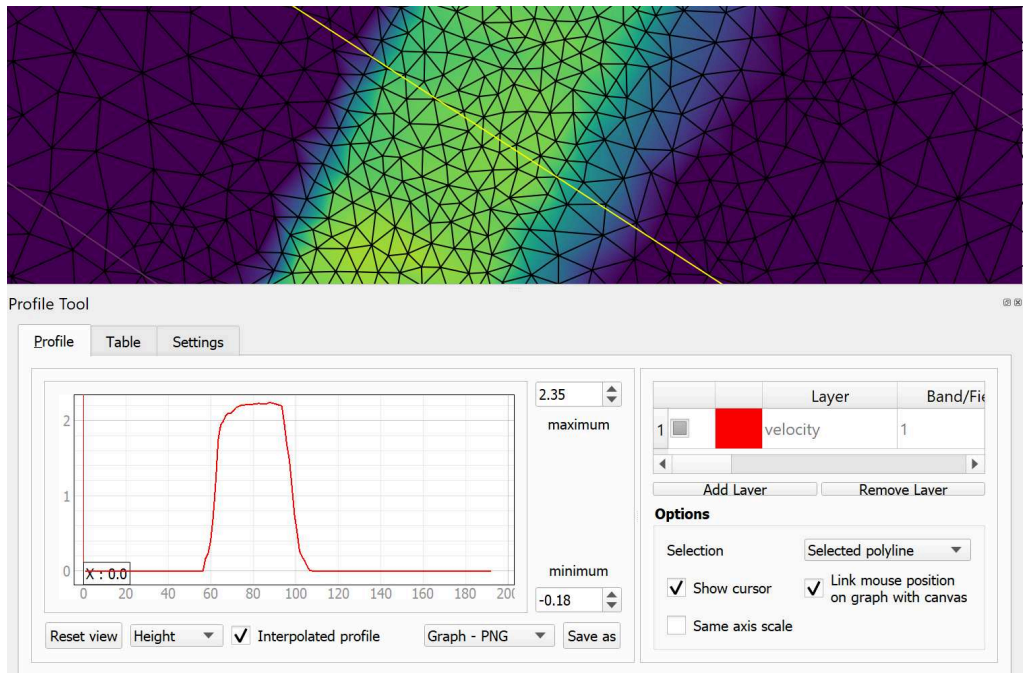 Profile Tool
Profile Table Settings
2
1
0
X : 0.0
0 20 40 60 80 100 120 140 160 180 200
2.35
maximum
minimum
-0.18
Reset view Height Interpolated profile Graph - PNG Save as
Layer Band/Fie
1 velocity 1
Add Layer Remove Layer
Options
Selection Selected polyline
Show cursor Link mouse position
on graph with canvas
Same axis scale